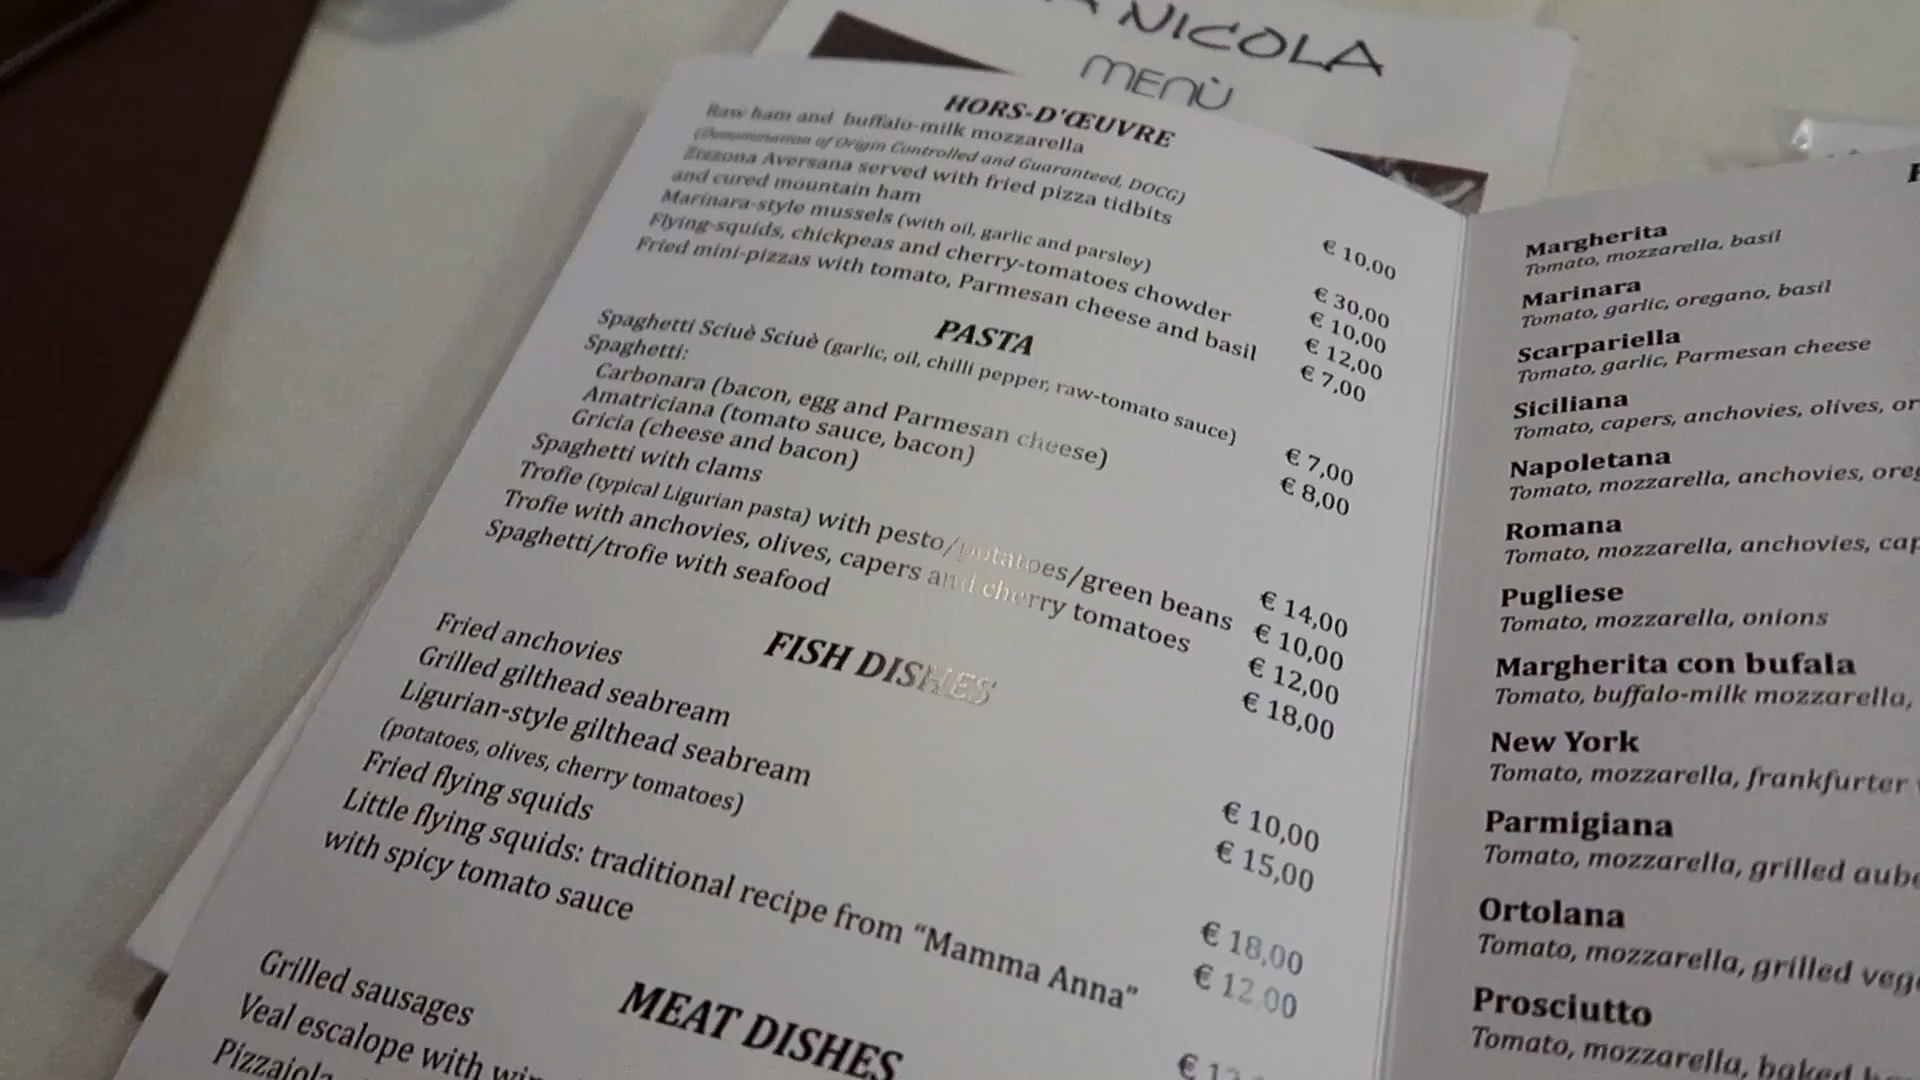 NICOLA
MENÙ
HORS-D'ŒUVRE
Raw ham and buffalo-milk mozzarella
(Denomination of Origin Controlled and Guaranteed, DOCG) € 10,00
Zizzona Aversana served with fried pizza tidbits
and cured mountain ham € 30,00
Marinara-style mussels (with oil, garlic and parsley) € 10,00
Flying-squids, chickpeas and cherry-tomatoes chowder € 12,00
Fried mini-pizzas with tomato, Parmesan cheese and basil € 7,00
PASTA
Spaghetti Sciuè Sciuè (garlic, oil, chilli pepper, raw-tomato sauce) € 7,00
Spaghetti: € 8,00
Carbonara (bacon, egg and Parmesan cheese)
Amatriciana (tomato sauce, bacon)
Gricia (cheese and bacon)
Spaghetti with clams € 14,00
Trofie (typical Ligurian pasta) with pesto/potatoes/green beans € 10,00
Trofie with anchovies, olives, capers and cherry tomatoes € 12,00
Spaghetti/trofie with seafood € 18,00
FISH DISHES
Fried anchovies € 10,00
Grilled gilthead seabream € 15,00
Ligurian-style gilthead seabream
(potatoes, olives, cherry tomatoes) € 18,00
Fried flying squids € 12,00
Little flying squids: traditional recipe from “Mamma Anna”
with spicy tomato sauce €
MEAT DISHES
Grilled sausages
Veal escalope with
Pizzaiola
Margherita
Tomato, mozzarella, basil
Marinara
Tomato, garlic, oregano, basil
Scarpariella
Tomato, garlic, Parmesan cheese
Siciliana
Tomato, capers, anchovies, olives,
Napoletana
Tomato, mozzarella, anchovies,
Romana
Tomato, mozzarella, anchovies,
Pugliese
Tomato, mozzarella, onions
Margherita con bufala
Tomato, buffalo-milk mozzarella,
New York
Tomato, mozzarella, frankfurter
Parmigiana
Tomato, mozzarella, grilled
Ortolana
Tomato, mozzarella, grilled
Prosciutto
Tomato, mozzarella, baked